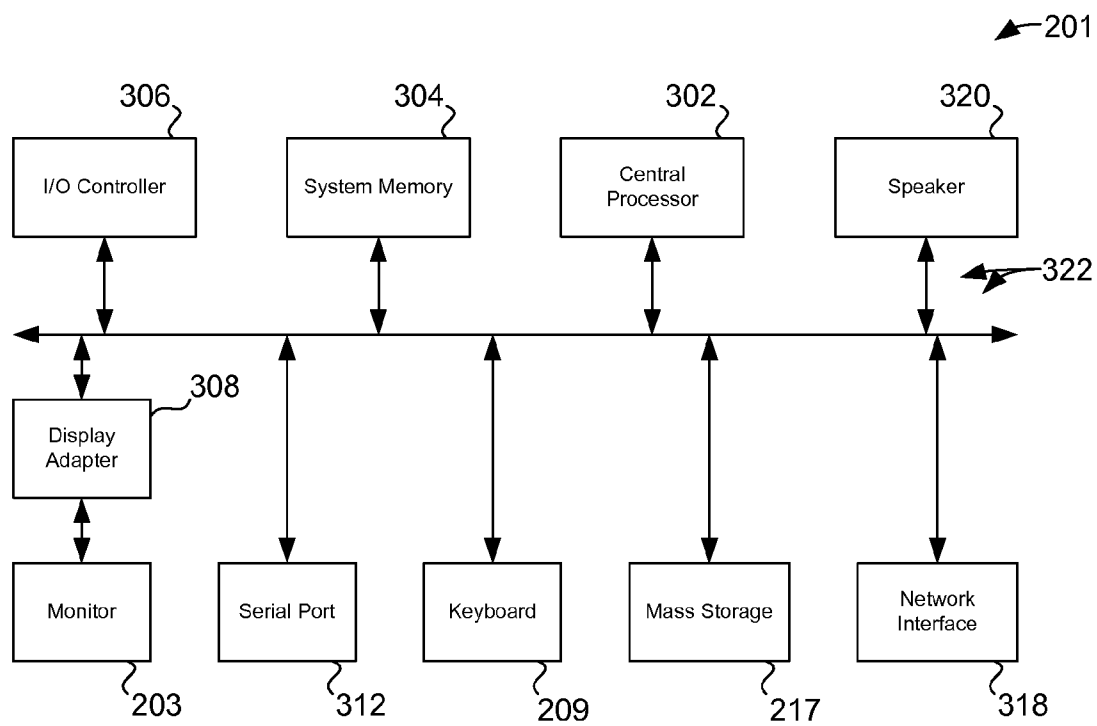 201
306
304
302
320
I/O Controller
System Memory
Central
Processor
Speaker
322
308
Display
Adapter
Monitor
Serial Port
Keyboard
Mass Storage
Network
Interface
203
312
209
217
318